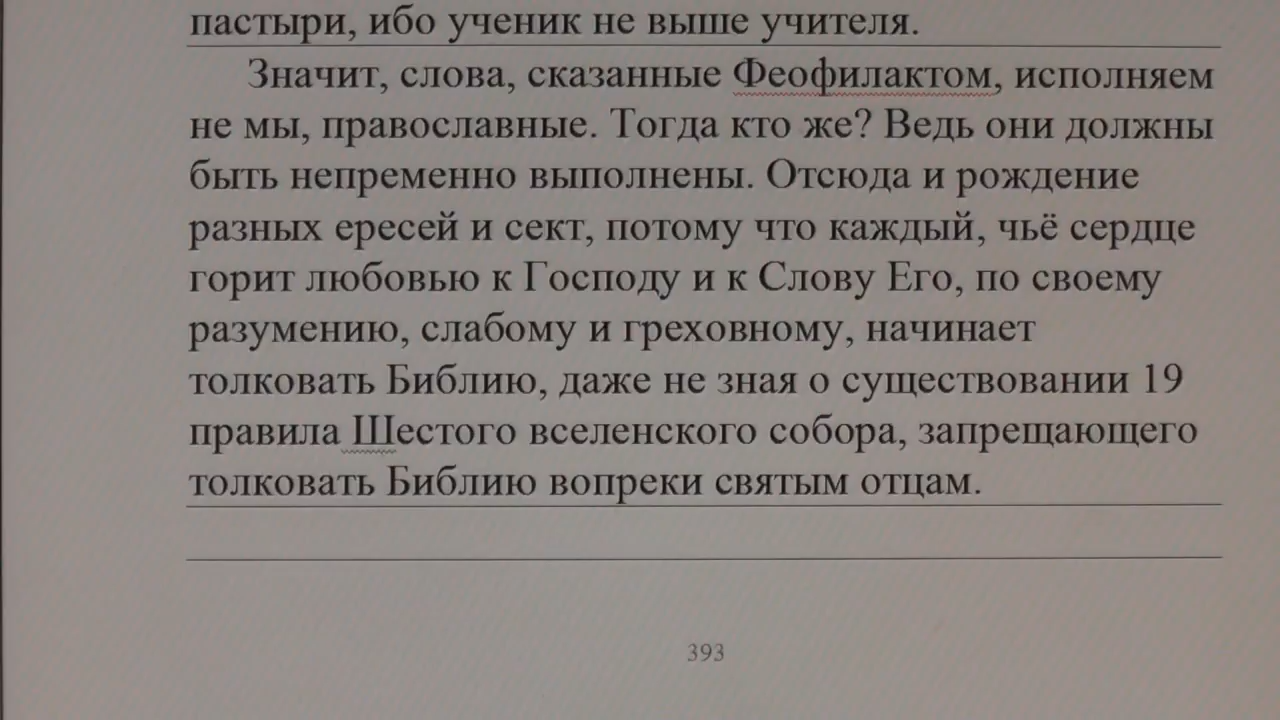 пастыри, ибо ученик не выше учителя.
Значит, слова, сказанные Феофилактом, исполняем
не мы, православные. Тогда кто же? Ведь они должны
быть непременно выполнены. Отсюда и рождение
разных ересей и сект, потому что каждый, чьё сердце
горит любовью к Господу и к Слову Его, по своему
разумению, слабому и греховному, начинает
толковать Библию, даже не зная о существовании 19
правила Шестого вселенского собора, запрещающего
толковать Библию вопреки святым отцам.
393